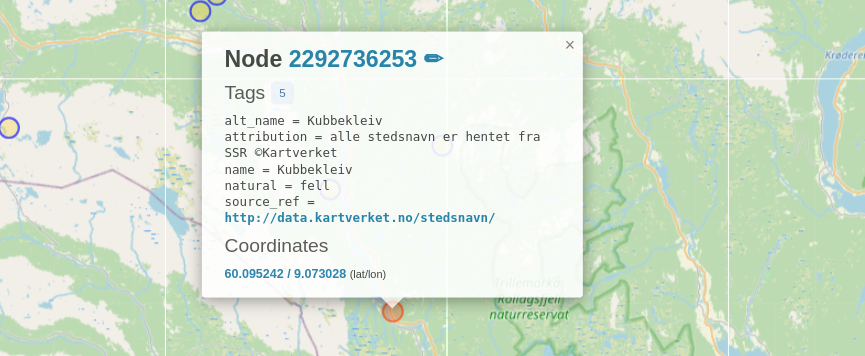 Node 2292736253
Tags 5
alt_name = Kubbekleiv
attribution = alle stedsnavn er hentet fra
SSR ©Kartverket
name = Kubbekleiv
natural = fell
source_ref =
http://data.kartverket.no/stedsnavn/
Coordinates
60.095242 / 9.073028 (lat/lon)
×
Trillemarka
Rollagsfjell
naturreservat